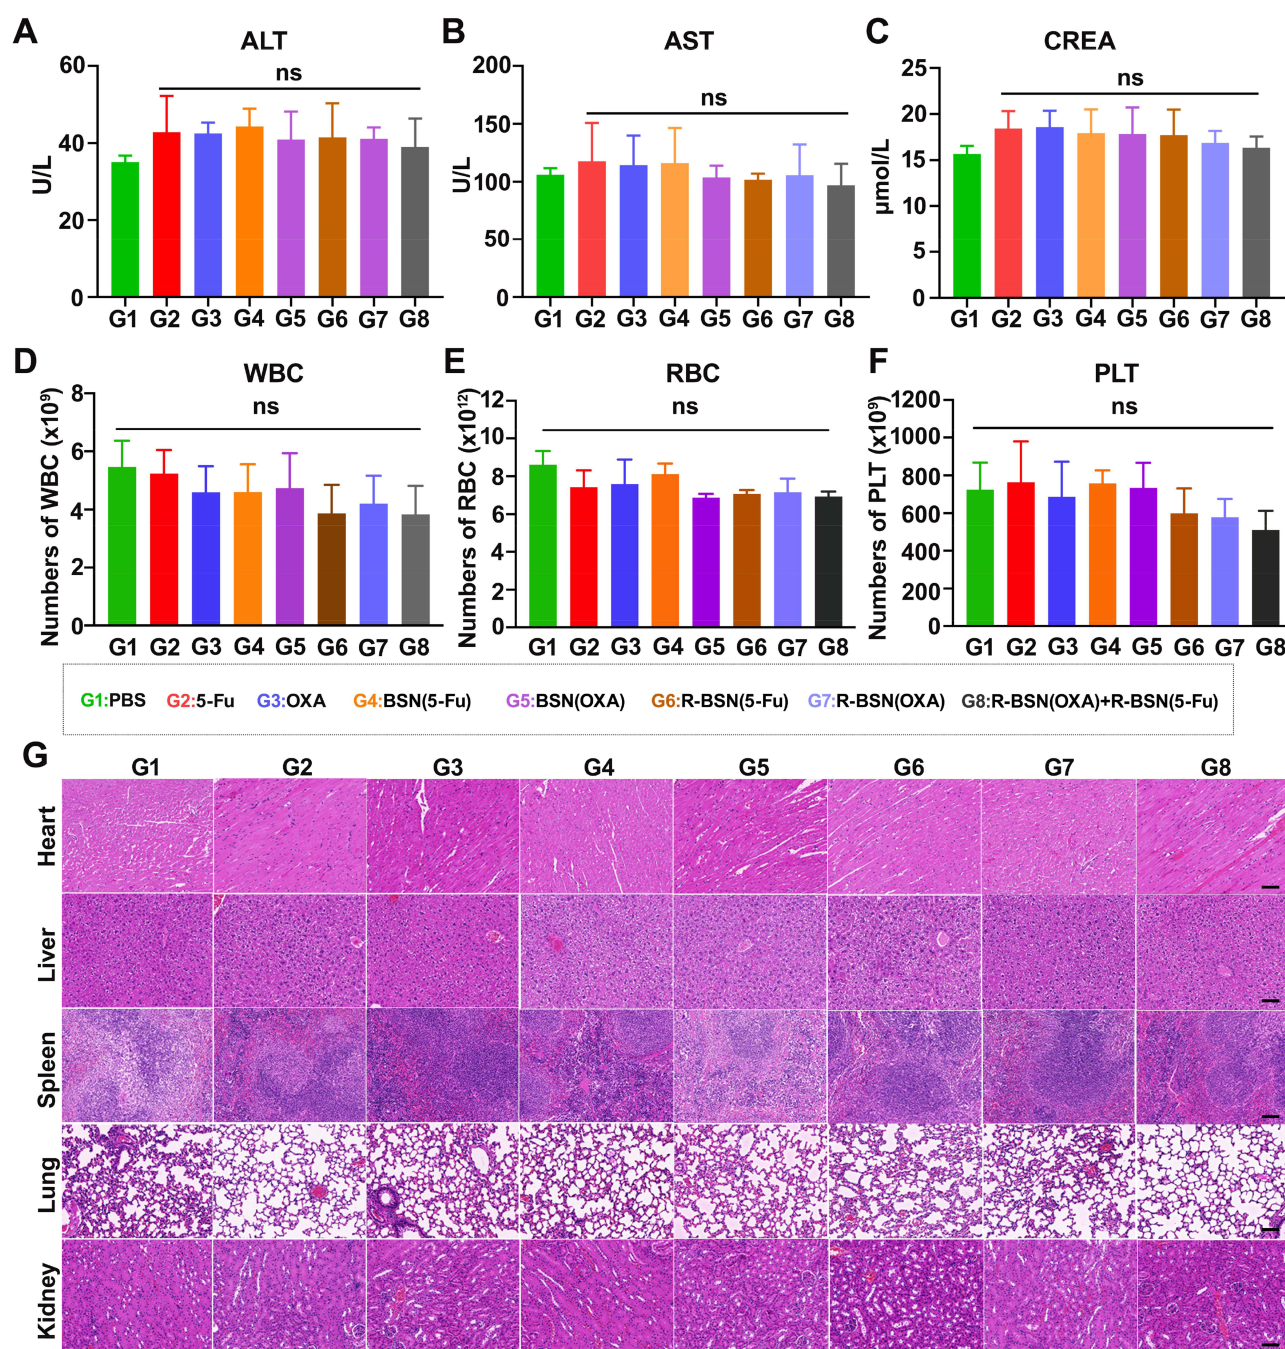 A
ALT
U/L
60
40
20
0
ns
G1 G2 G3 G4 G5 G6 G7 G8
B
AST
U/L
200
150
100
50
0
ns
G1 G2 G3 G4 G5 G6 G7 G8
C
CREA
μmol/L
25
20
15
10
5
0
ns
G1 G2 G3 G4 G5 G6 G7 G8
D
WBC
Numbers of WBC (x10⁹)
8
6
4
2
0
ns
G1 G2 G3 G4 G5 G6 G7 G8
E
RBC
Numbers of RBC (x10¹²)
12
10
8
6
4
2
0
ns
G1 G2 G3 G4 G5 G6 G7 G8
F
PLT
Numbers of PLT (x10⁹)
1200
1000
800
600
400
200
0
ns
G1 G2 G3 G4 G5 G6 G7 G8
G1:PBS G2:5-Fu G3:OXA G4:BSN(5-Fu) G5:BSN(OXA) G6:R-BSN(5-Fu) G7:R-BSN(OXA) G8:R-BSN(OXA)+R-BSN(5-Fu)
G
G1 G2 G3 G4 G5 G6 G7 G8
Heart
Liver
Spleen
Lung
Kidney